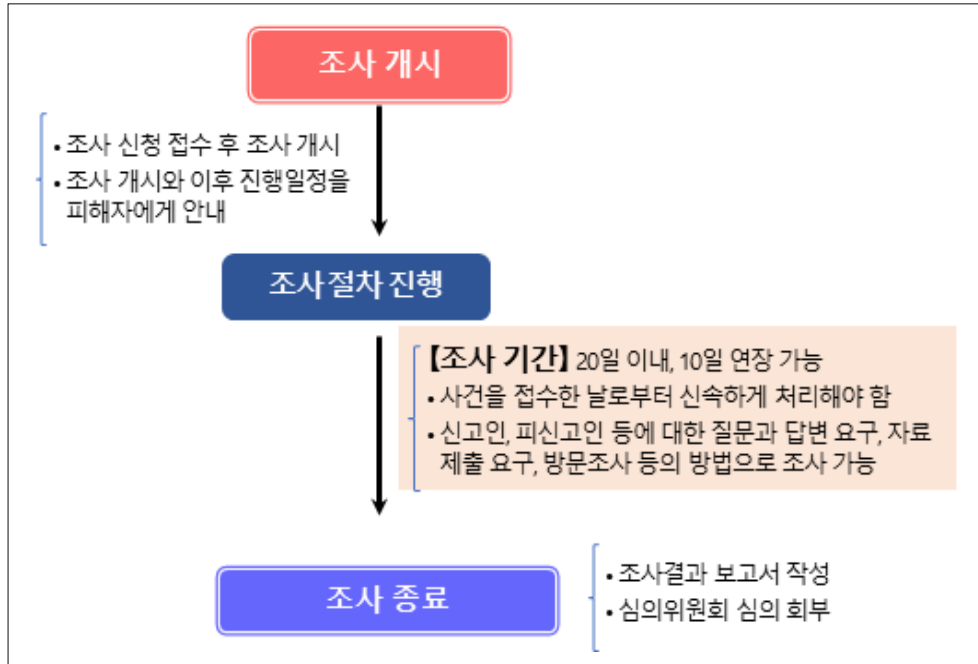 조사 개시
• 조사 신청 접수 후 조사 개시
• 조사 개시와 이후 진행일정을
피해자에게 안내
조사절차 진행
【조사 기간】 20일 이내, 10일 연장 가능
• 사건을 접수한 날로부터 신속하게 처리해야 함
• 신고인, 피신고인 등에 대한 질문과 답변 요구, 자료
제출 요구, 방문조사 등의 방법으로 조사 가능
조사 종료
• 조사결과 보고서 작성
• 심의위원회 심의 회부